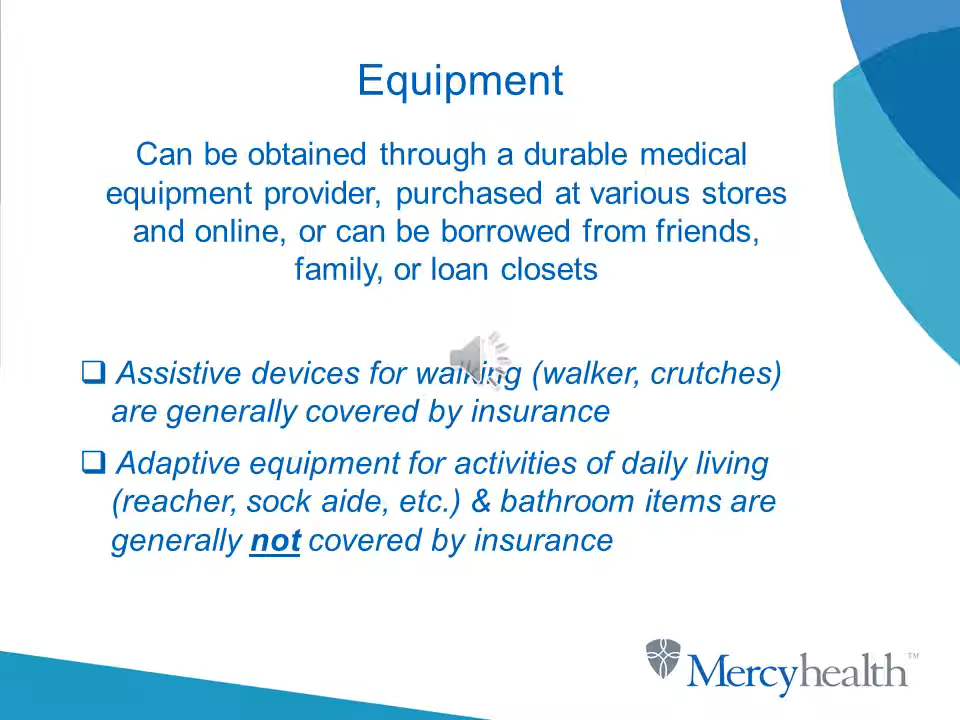 Equipment
Can be obtained through a durable medical
equipment provider, purchased at various stores
and online, or can be borrowed from friends,
family, or loan closets
Assistive devices for walking (walker, crutches)
are generally covered by insurance
Adaptive equipment for activities of daily living
(reacher, sock aide, etc.) & bathroom items are
generally not covered by insurance
Mercyhealth™